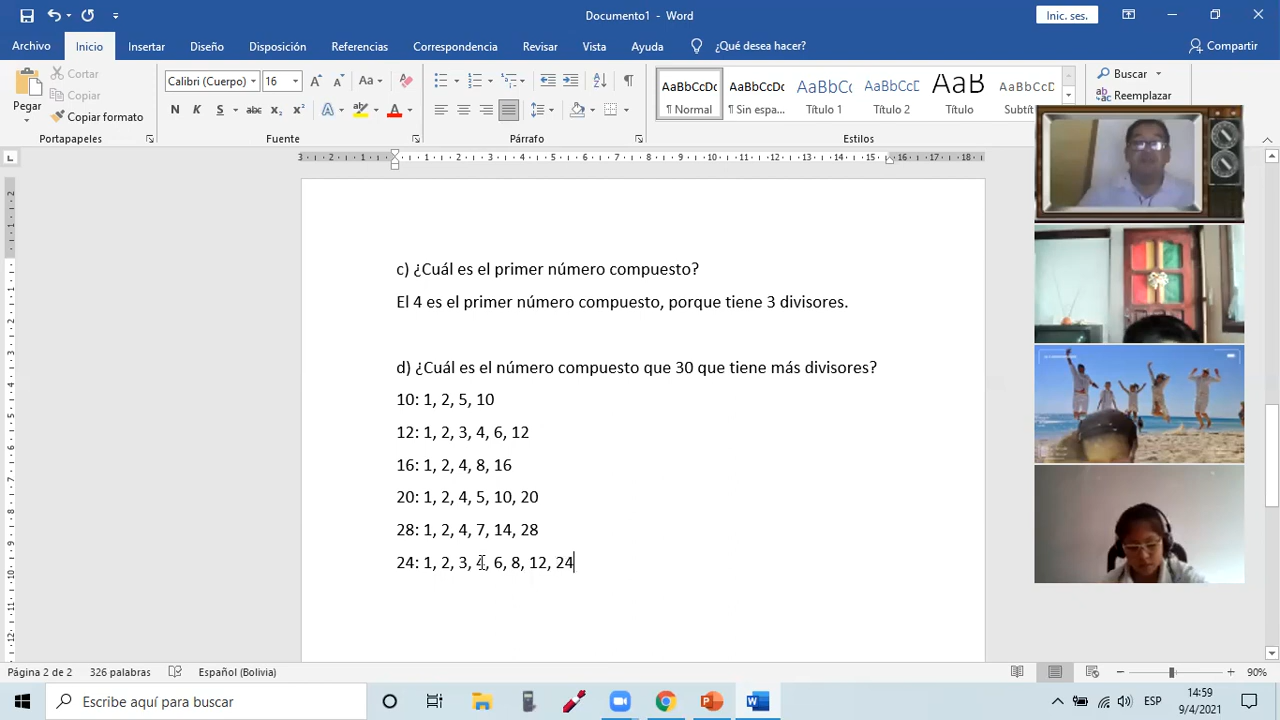 Documento1 - Word
Inic. ses.
Archivo Inicio Insertar Diseño Disposición Referencias Correspondencia Revisar Vista Ayuda ¿Qué desea hacer? Compartir
Pegar
Cortar
Copiar
Copiar formato
Portapapeles
Calibri (Cuerpo) 16
N K S
Fuente
Párrafo
AaBbCcDc AaBbCcDc AaBbCc AaBbCcD AaB AaBbCcD
¶ Normal ¶ Sin espa... Título 1 Título 2 Título Subtít
Estilos
Buscar
Reemplazar
c) ¿Cuál es el primer número compuesto?
El 4 es el primer número compuesto, porque tiene 3 divisores.
d) ¿Cuál es el número compuesto que 30 que tiene más divisores?
10: 1, 2, 5, 10
12: 1, 2, 3, 4, 6, 12
16: 1, 2, 4, 8, 16
20: 1, 2, 4, 5, 10, 20
28: 1, 2, 4, 7, 14, 28
24: 1, 2, 3, 4, 6, 8, 12, 24
Página 2 de 2 326 palabras Español (Bolivia) 90%
Escribe aquí para buscar
ESP
14:59
9/4/2021